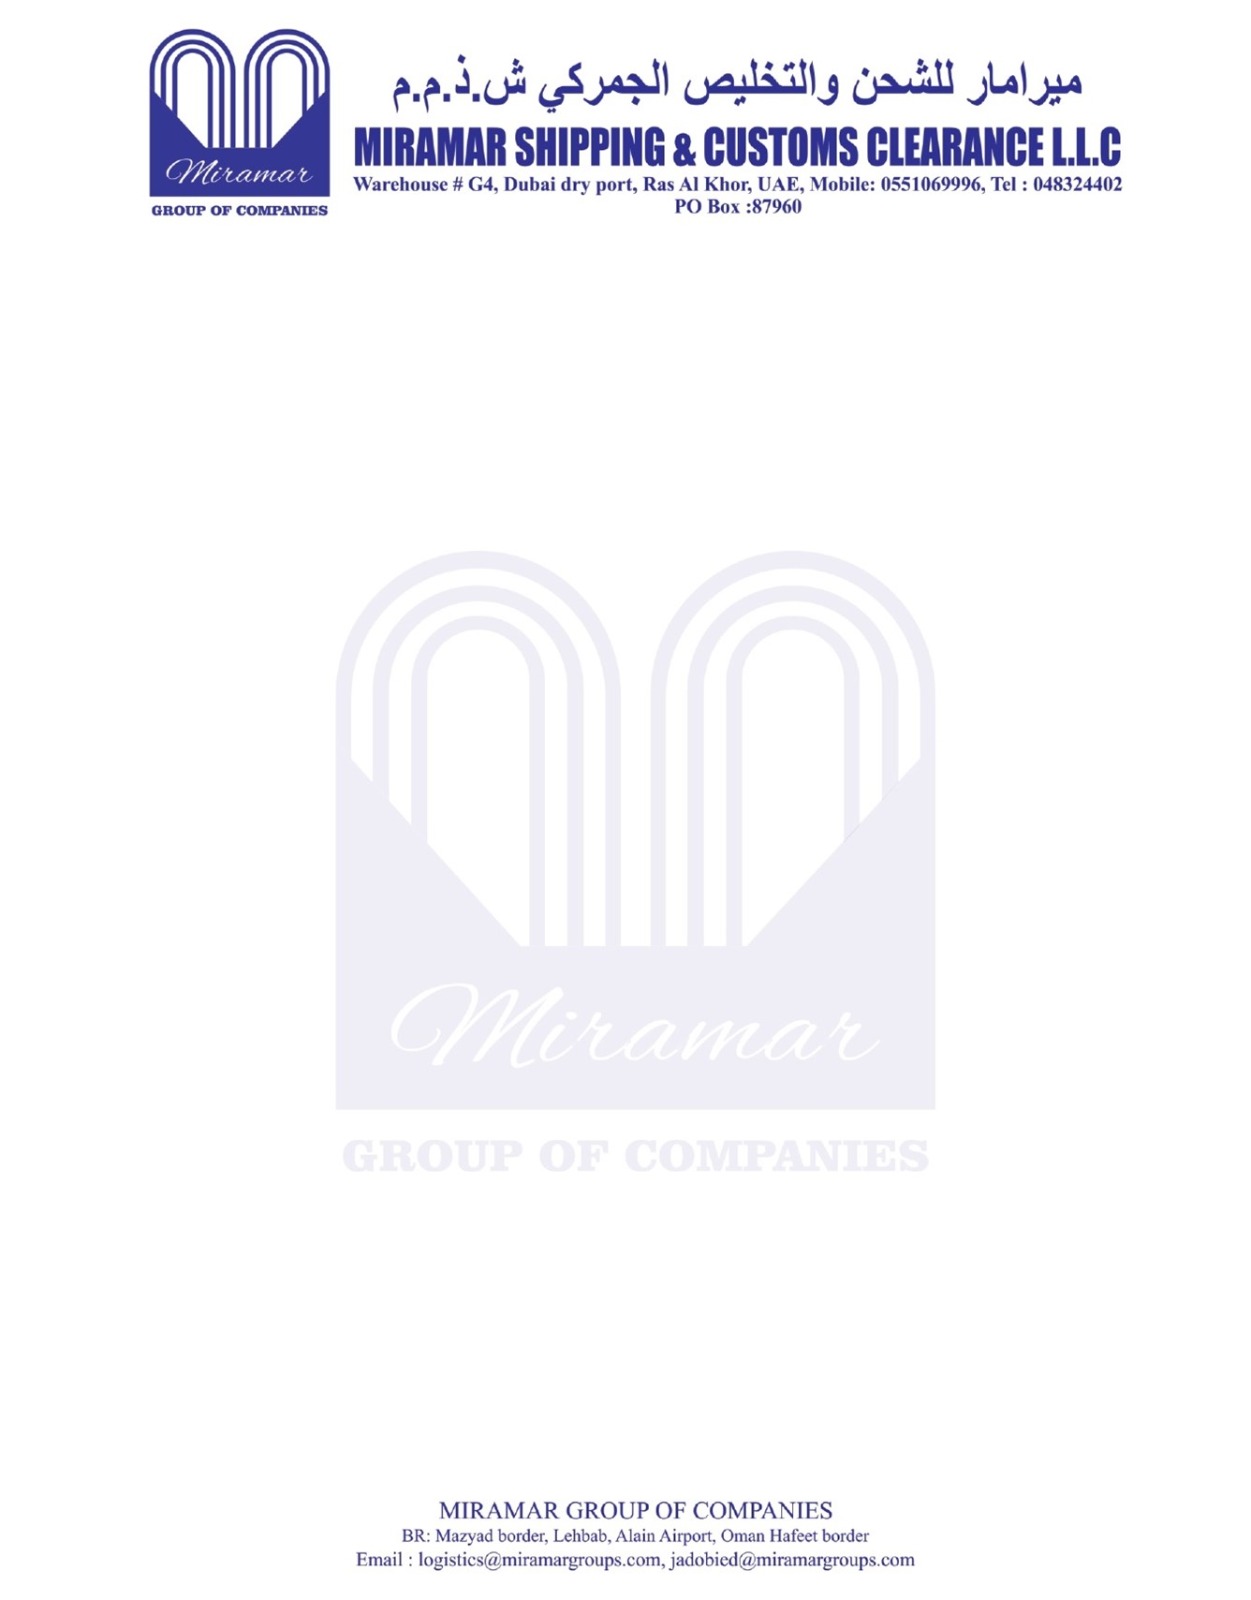 Miramar
GROUP OF COMPANIES
ميرامار للشحن والتخليص الجمركي ش.ذ.م.م
MIRAMAR SHIPPING & CUSTOMS CLEARANCE L.L.C
Warehouse # G4, Dubai dry port, Ras Al Khor, UAE, Mobile: 0551069996, Tel : 048324402
PO Box :87960
Miramar
GROUP OF COMPANIES
MIRAMAR GROUP OF COMPANIES
BR: Mazyad border, Lehbab, Alain Airport, Oman Hafeet border
Email : logistics@miramargroups.com, jadobied@miramargroups.com